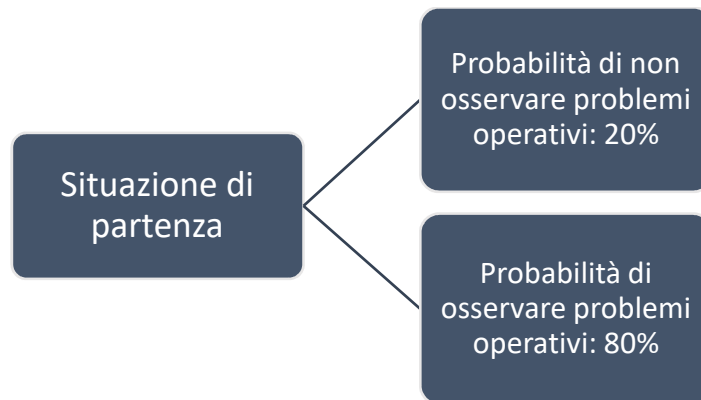 Situazione di
partenza
Probabilità di non
osservare problemi
operativi: 20%
Probabilità di
osservare problemi
operativi: 80%